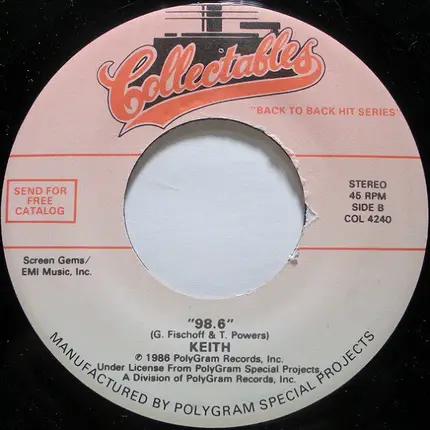 Collectables
"BACK TO BACK HIT SERIES"
SEND FOR
FREE
CATALOG
STEREO
45 RPM
SIDE B
COL 4240
Screen Gems/
EMI Music, Inc.
"98.6"
(G. Fischoff & T. Powers)
KEITH
℗ 1986 PolyGram Records, Inc.
Under License From PolyGram Special Projects,
A Division of PolyGram Records, Inc.
MANUFACTURED BY POLYGRAM SPECIAL PROJECTS